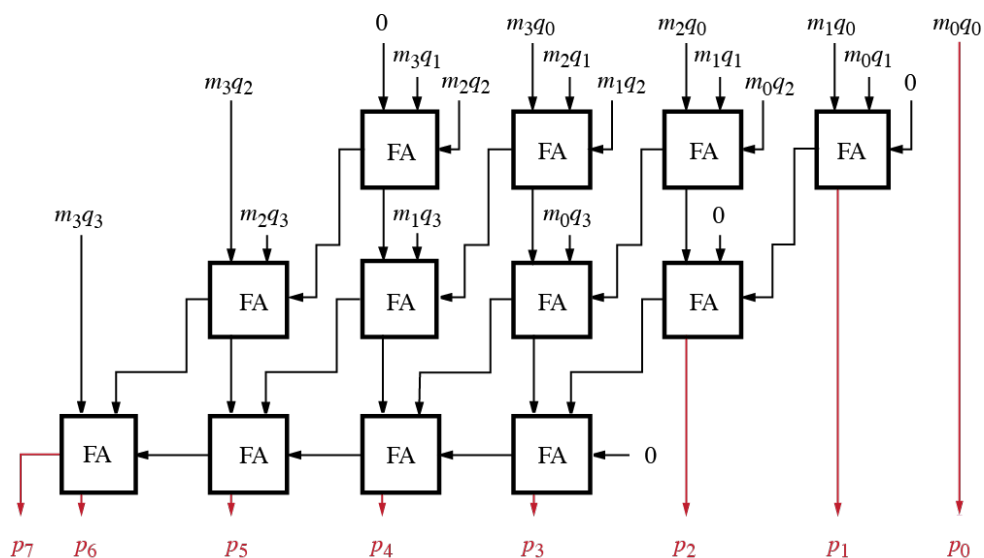 0 m₃q₀ m₂q₀ m₁q₀ m₀q₀
m₃q₁ m₂q₁ m₁q₁ m₀q₁
m₃q₂ m₂q₂ m₁q₂ m₀q₂ 0
FA FA FA FA
m₃q₃ m₂q₃ m₁q₃ m₀q₃ 0
FA FA FA FA
FA FA FA FA 0
p₇ p₆ p₅ p₄ p₃ p₂ p₁ p₀